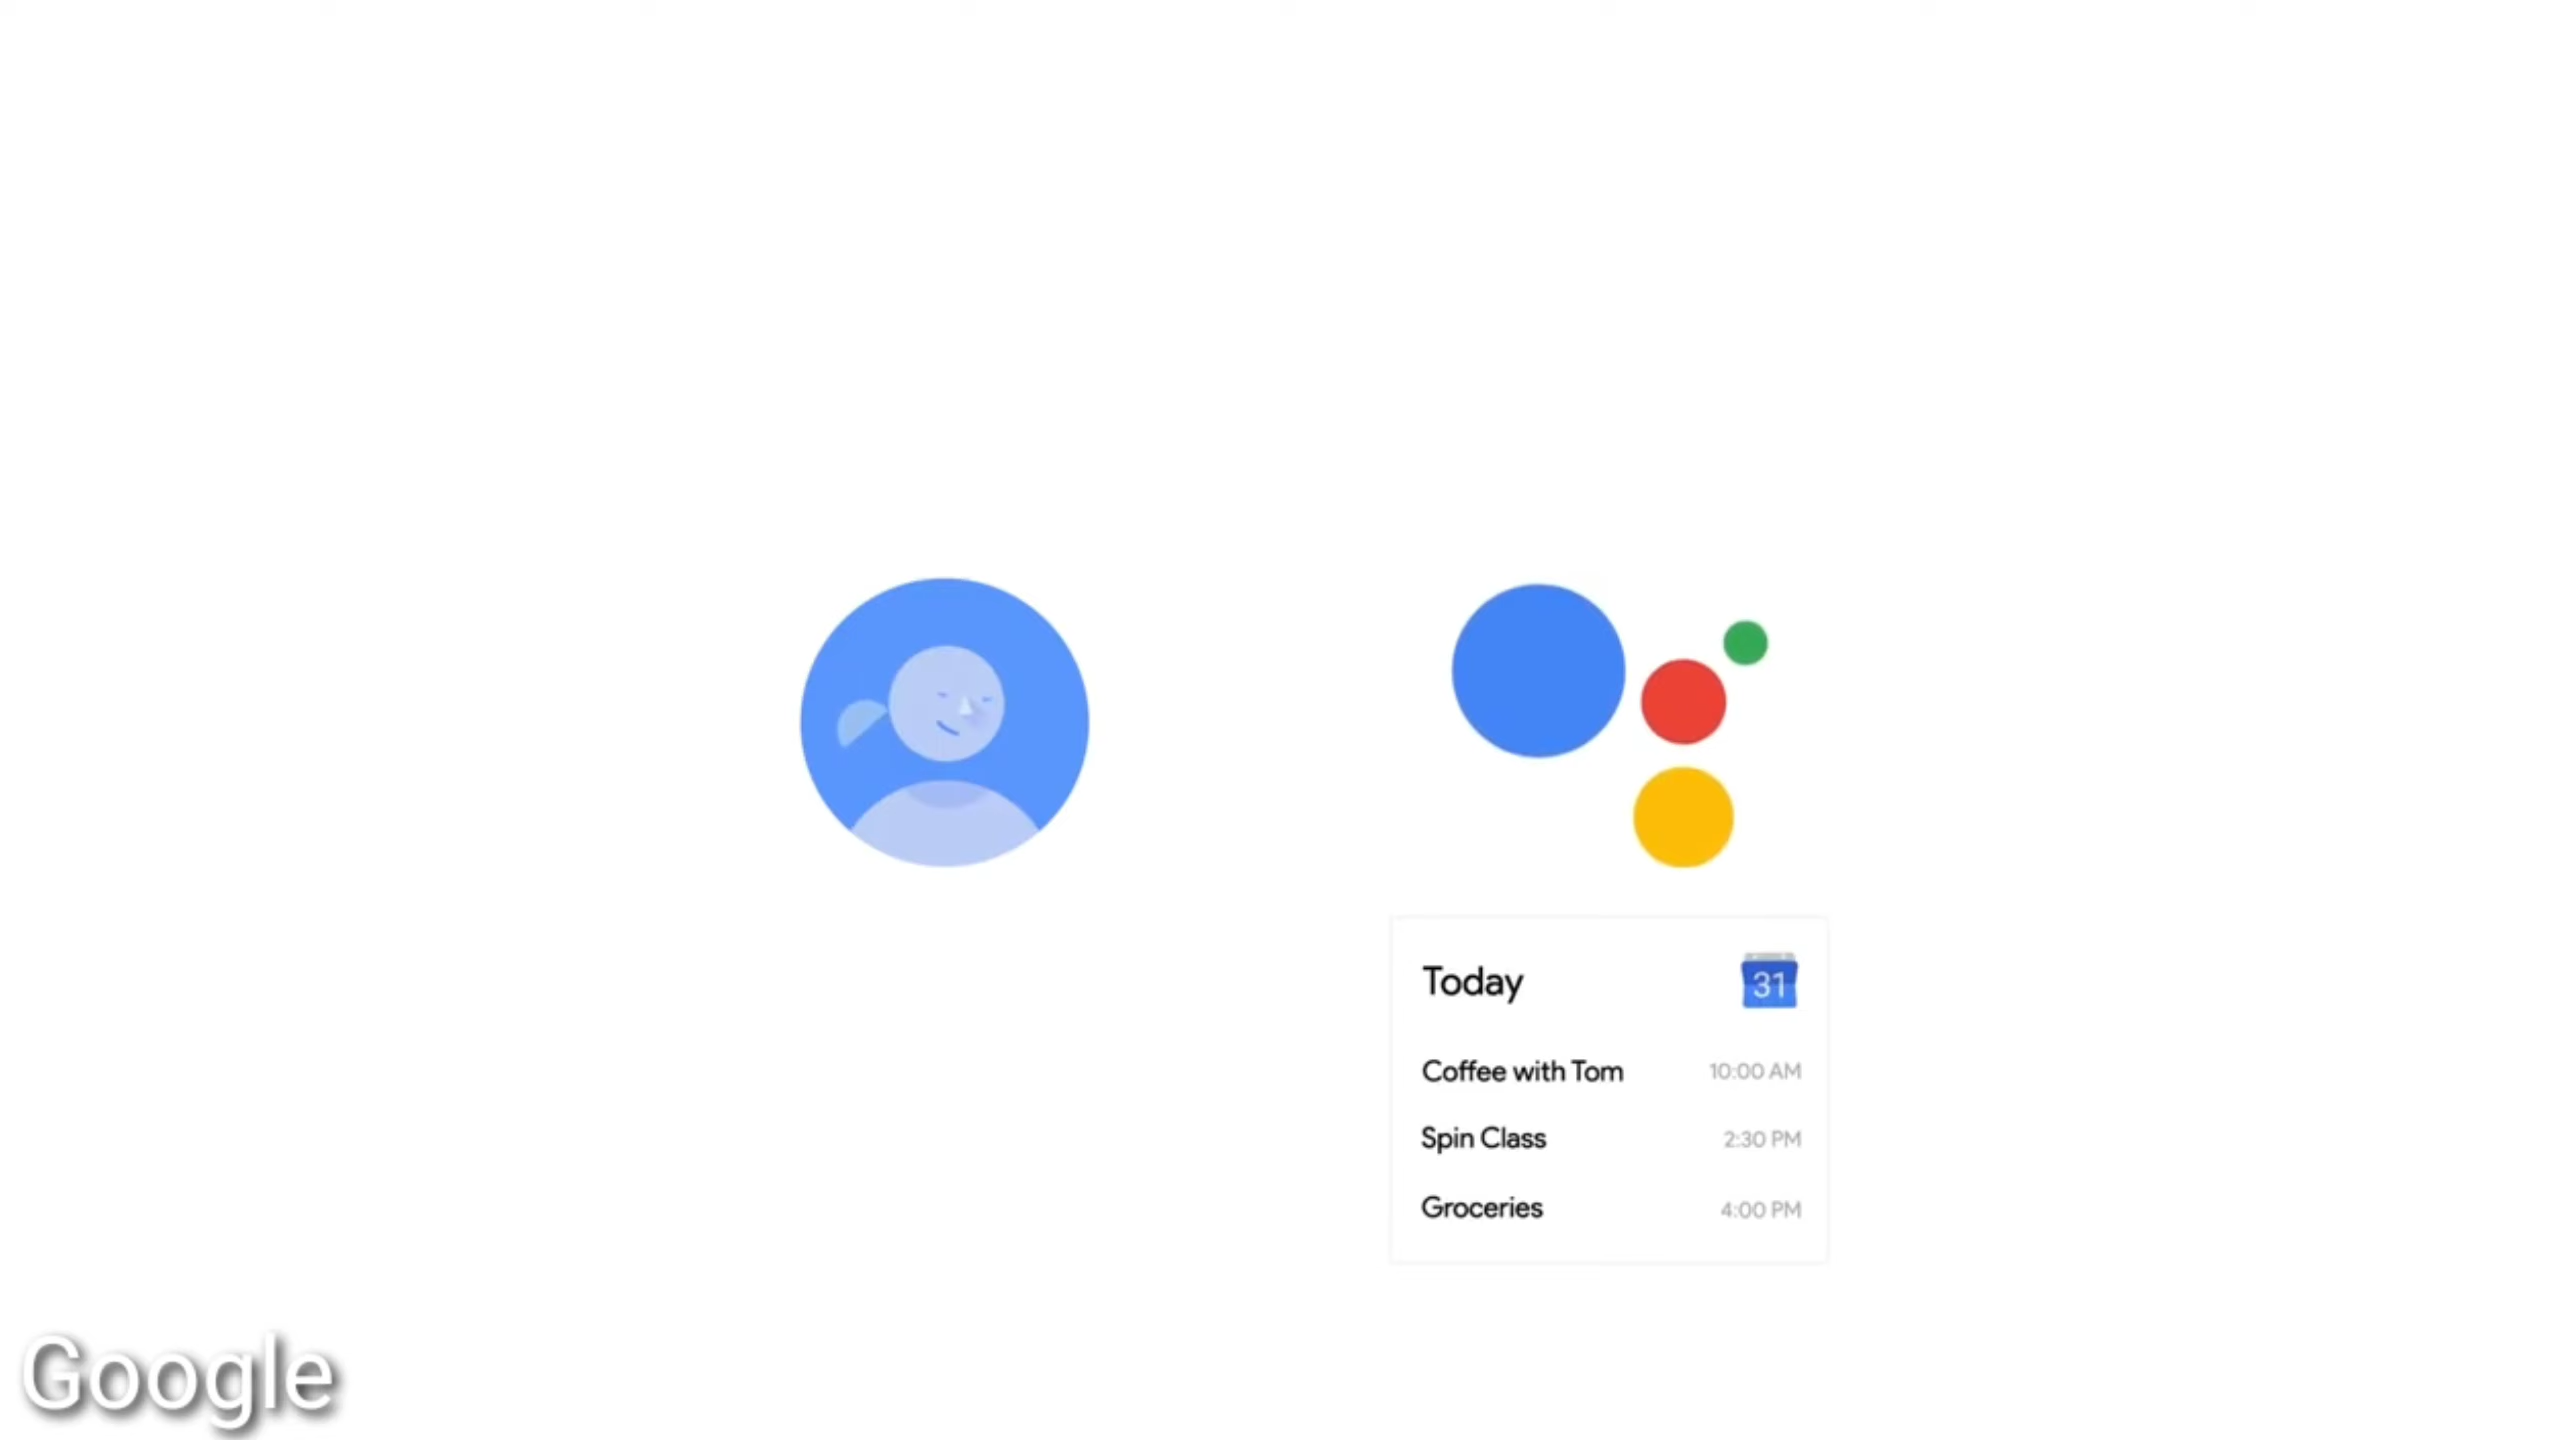 Today
31
Coffee with Tom 10:00 AM
Spin Class 2:30 PM
Groceries 4:00 PM
Google